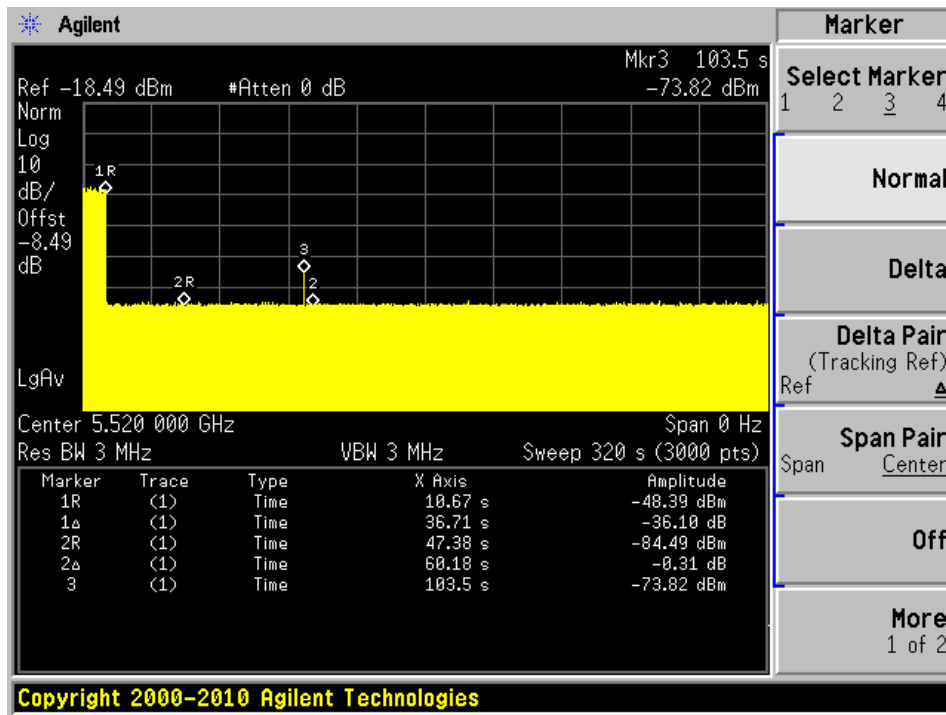 Agilent
Marker
Mkr3 103.5 s
Ref -18.49 dBm #Atten 0 dB -73.82 dBm
Norm
Log
10
dB/
Offst
-8.49
dB
LgAv
1R
2R
3
2
Center 5.520 000 GHz Span 0 Hz
Res BW 3 MHz VBW 3 MHz Sweep 320 s (3000 pts)
Marker Trace Type X Axis Amplitude
1R (1) Time 10.67 s -48.39 dBm
1Δ (1) Time 36.71 s -36.10 dB
2R (1) Time 47.38 s -84.49 dBm
2Δ (1) Time 60.18 s -0.31 dB
3 (1) Time 103.5 s -73.82 dBm
Select Marker
1 2 3 4
Normal
Delta
Delta Pair
(Tracking Ref)
Ref Δ
Span Pair
Span Center
Off
More
1 of 2
Copyright 2000-2010 Agilent Technologies